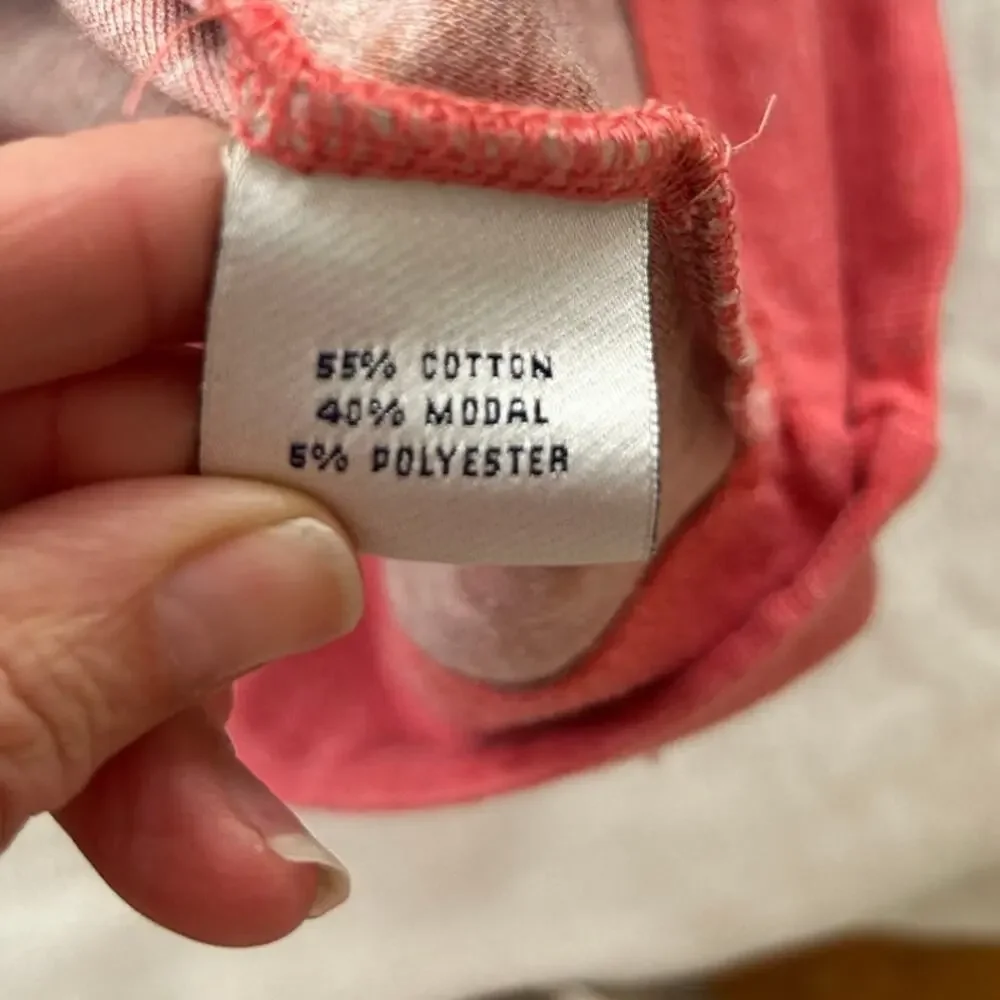 55% COTTON
40% MODAL
5% POLYESTER